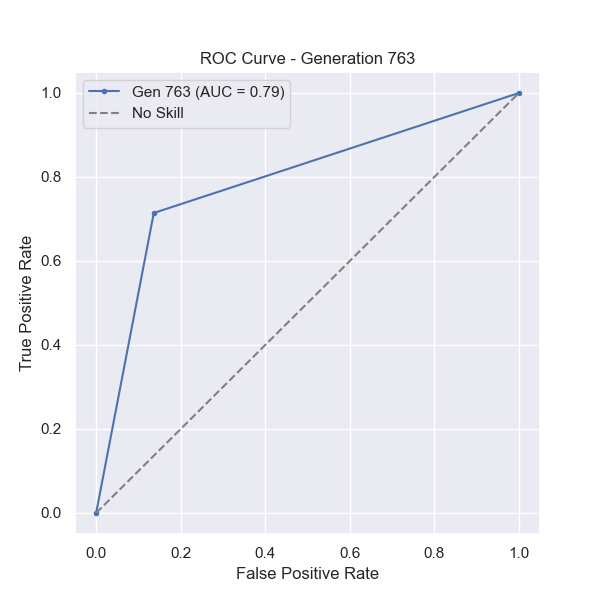 ROC Curve - Generation 763
Gen 763 (AUC = 0.79)
No Skill
1.0
0.8
0.6
0.4
0.2
0.0
True Positive Rate
0.0 0.2 0.4 0.6 0.8 1.0
False Positive Rate